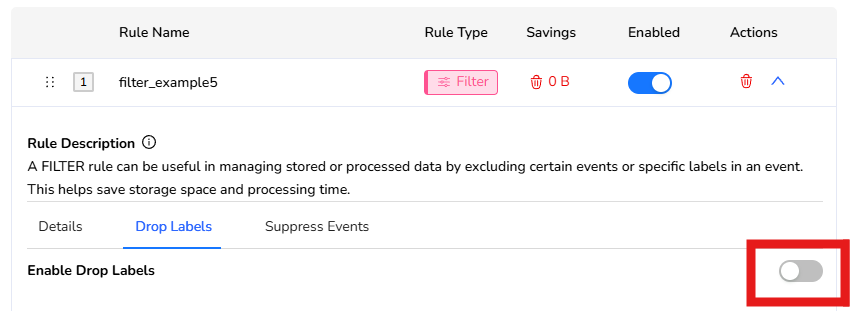 Rule Name Rule Type Savings Enabled Actions
1 filter_example5 Filter 0 B
Rule Description
A FILTER rule can be useful in managing stored or processed data by excluding certain events or specific labels in an event.
This helps save storage space and processing time.
Details Drop Labels Suppress Events
Enable Drop Labels